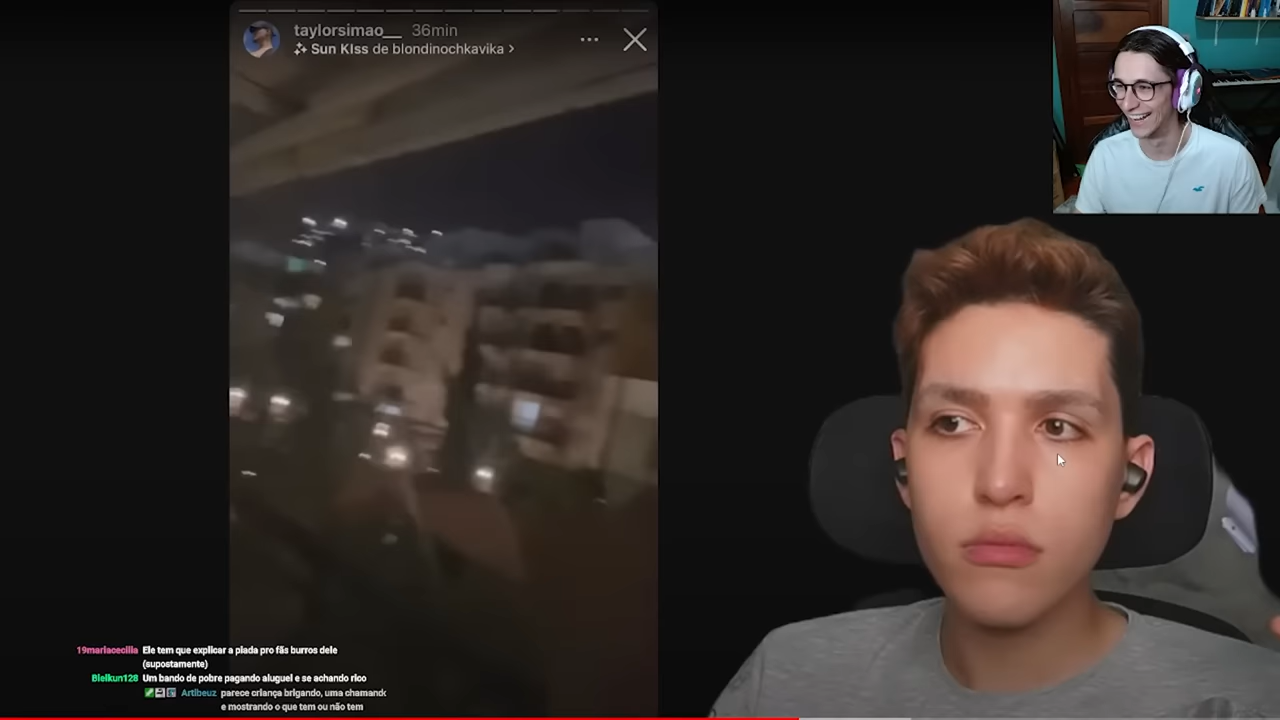 taylorsimao__ 36min
Sun KIss de blondinochkavika >
19mariacecilia Ele tem que explicar a piada pro fãs burros dele
(supostamente)
Bleikun128 Um bando de pobre pagando aluguel e se achando rico
Artibeuz parece criança brigando, uma chamando
e mostrando o que tem ou não tem